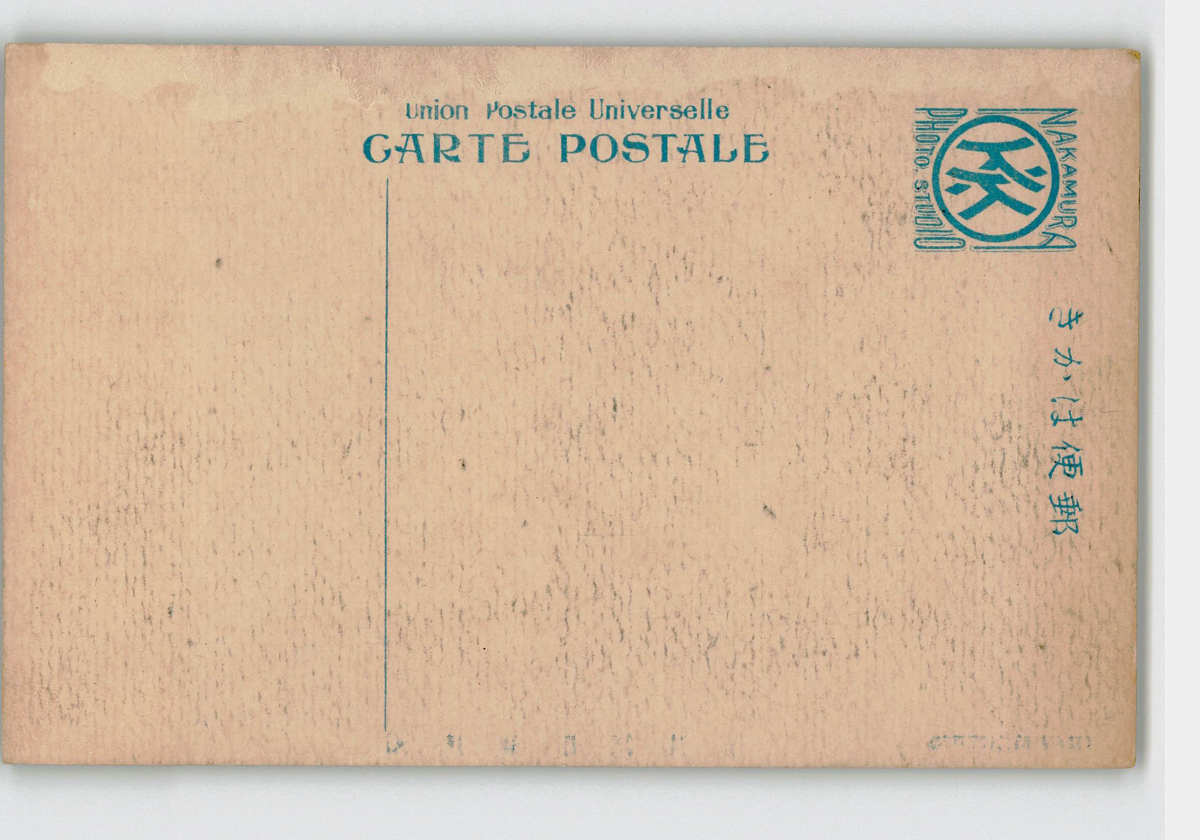 Union Postale Universelle
CARTE POSTALE
PHOTO. STUDIO
NAKAMURA
きかは便郵